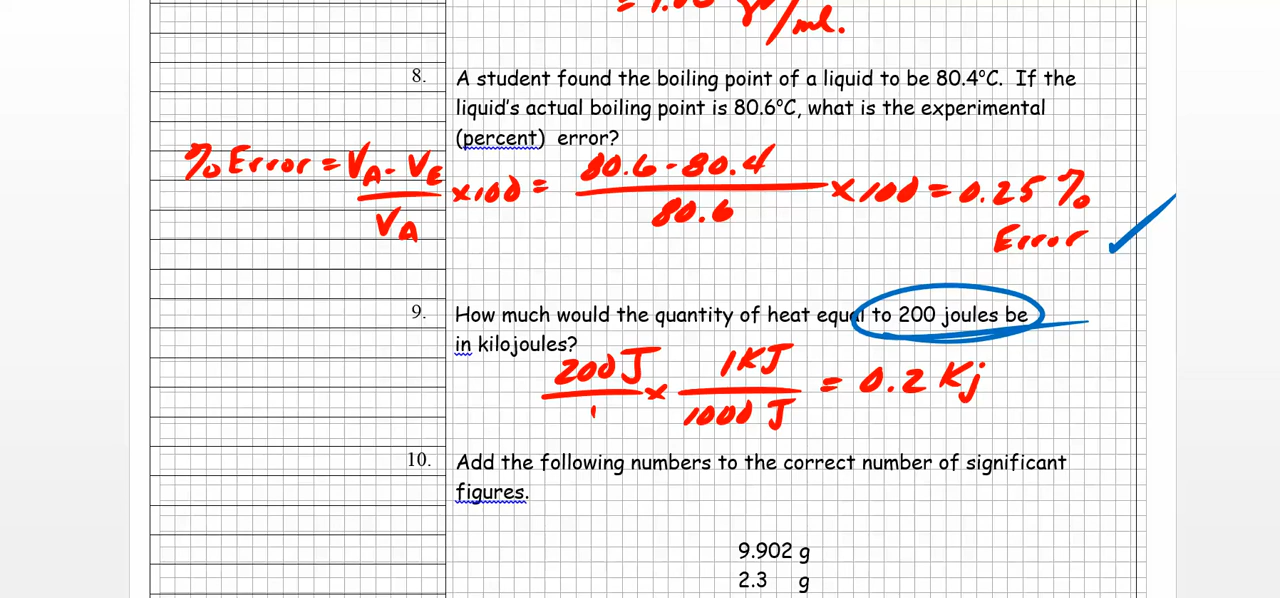 gr/ml.
8. A student found the boiling point of a liquid to be 80.4°C. If the
liquid's actual boiling point is 80.6°C, what is the experimental
(percent) error?
% Error = VA - VE / VA ×100 = 80.6 - 80.4 / 80.6 × 100 = 0.25 %
Error
9. How much would the quantity of heat equal to 200 joules be
in kilojoules?
200 J / 1 × 1KJ / 1000 J = 0.2 Kj
10. Add the following numbers to the correct number of significant
figures.
9.902 g
2.3 g